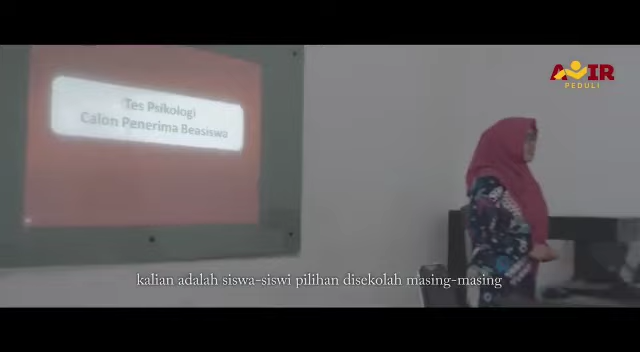 Tes Psikologi
Calon Penerima Beasiswa
AMIR
PEDULI
kalian adalah siswa-siswi pilihan disekolah masing-masing